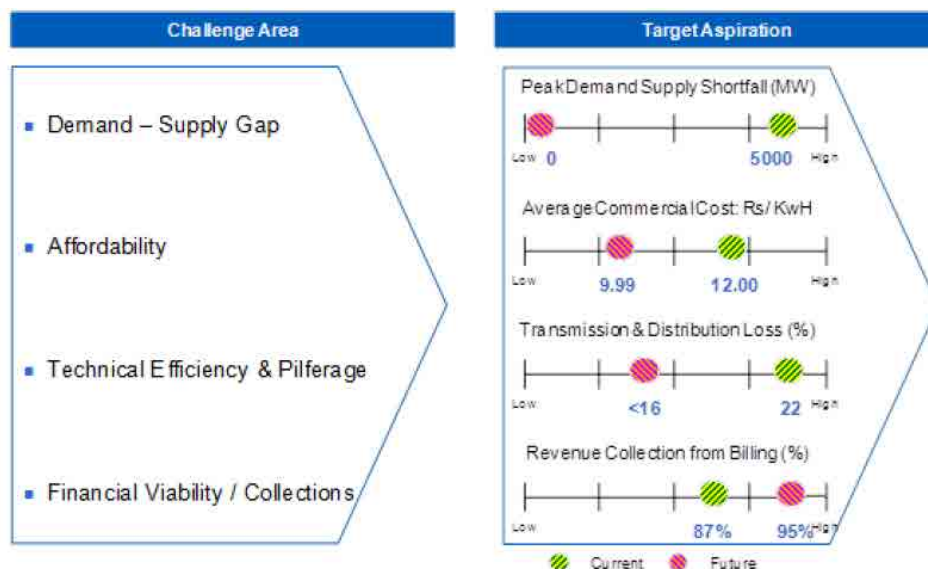 Challenge Area
Target Aspiration
Demand – Supply Gap
Affordability
Technical Efficiency & Pilferage
Financial Viability / Collections
Peak Demand Supply Shortfall (MW)
Low 0 5000 High
Average Commercial Cost: Rs/ KwH
Low 9.99 12.00 High
Transmission & Distribution Loss (%)
Low <16 22 High
Revenue Collection from Billing (%)
Low 87% 95% High
Current Future